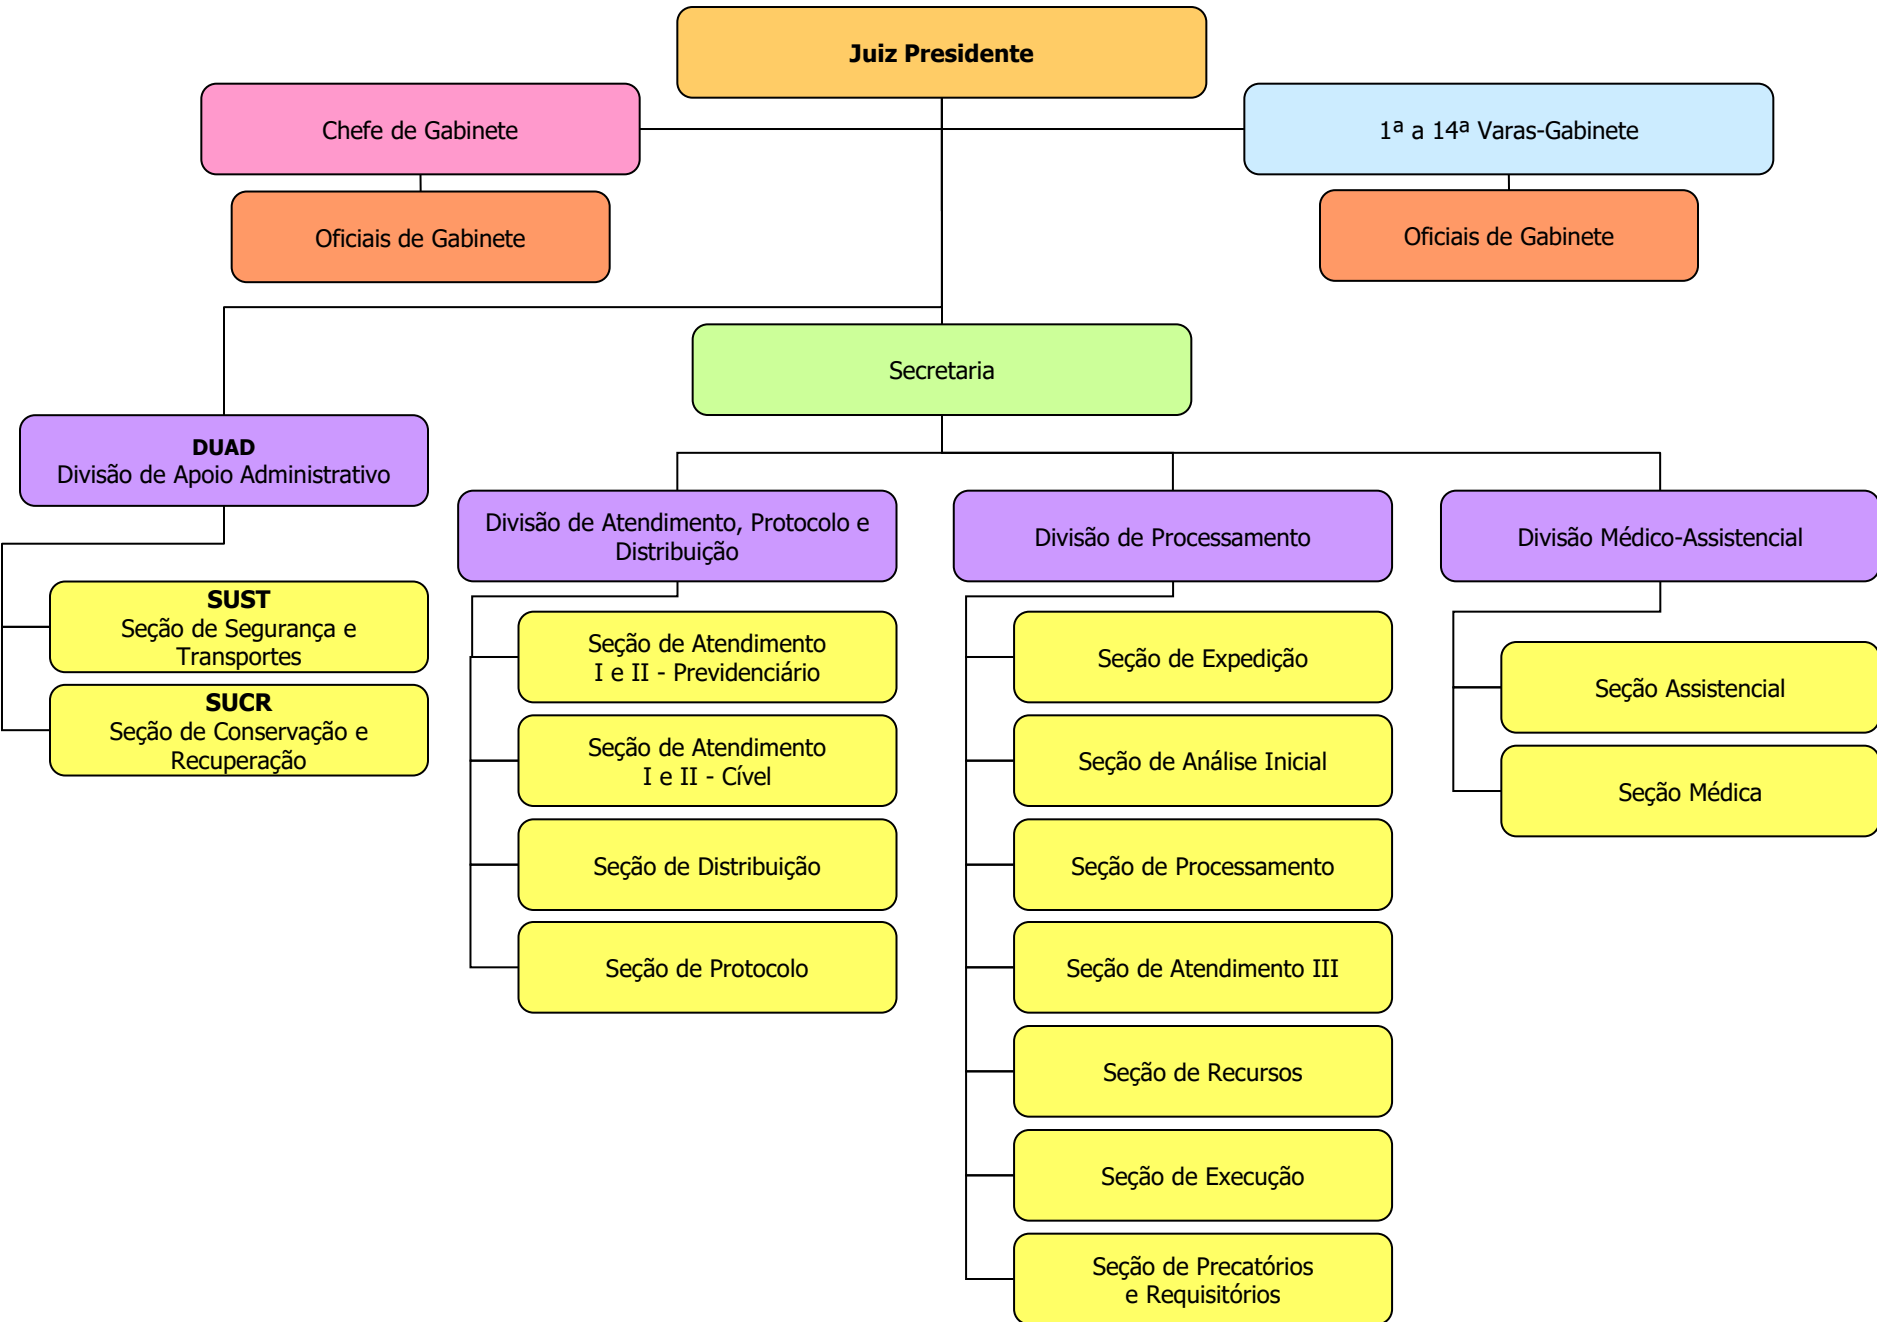 Juiz Presidente
Chefe de Gabinete
1ª a 14ª Varas-Gabinete
Oficiais de Gabinete
Oficiais de Gabinete
Secretaria
DUAD
Divisão de Apoio Administrativo
SUST
Seção de Segurança e
Transportes
SUCR
Seção de Conservação e
Recuperação
Divisão de Atendimento, Protocolo e
Distribuição
Seção de Atendimento
I e II - Previdenciário
Seção de Atendimento
I e II - Cível
Seção de Distribuição
Seção de Protocolo
Divisão de Processamento
Seção de Expedição
Seção de Análise Inicial
Seção de Processamento
Seção de Atendimento III
Seção de Recursos
Seção de Execução
Seção de Precatórios
e Requisitórios
Divisão Médico-Assistencial
Seção Assistencial
Seção Médica